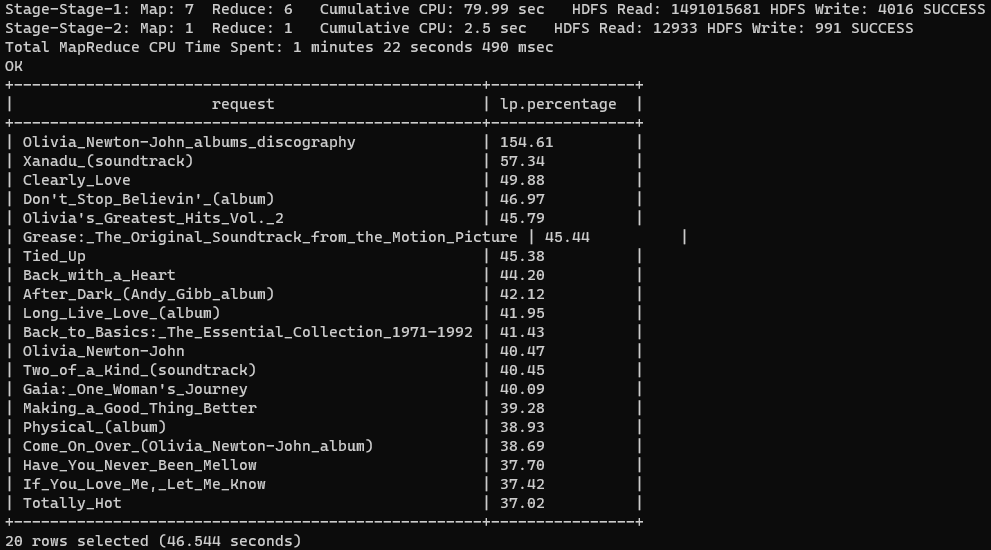 Stage-Stage-1: Map: 7  Reduce: 6   Cumulative CPU: 79.99 sec   HDFS Read: 1491015681 HDFS Write: 4016 SUCCESS
Stage-Stage-2: Map: 1  Reduce: 1   Cumulative CPU: 2.5 sec   HDFS Read: 12933 HDFS Write: 991 SUCCESS
Total MapReduce CPU Time Spent: 1 minutes 22 seconds 490 msec
OK
+----------------------------------------------------+----------------+
|                      request                       | lp.percentage  |
+----------------------------------------------------+----------------+
| Olivia_Newton-John_albums_discography              | 154.61         |
| Xanadu_(soundtrack)                                | 57.34          |
| Clearly_Love                                       | 49.88          |
| Don't_Stop_Believin'_(album)                       | 46.97          |
| Olivia's_Greatest_Hits_Vol._2                      | 45.79          |
| Grease:_The_Original_Soundtrack_from_the_Motion_Picture | 45.44          |
| Tied_Up                                            | 45.38          |
| Back_with_a_Heart                                  | 44.20          |
| After_Dark_(Andy_Gibb_album)                       | 42.12          |
| Long_Live_Love_(album)                             | 41.95          |
| Back_to_Basics:_The_Essential_Collection_1971-1992 | 41.43          |
| Olivia_Newton-John                                 | 40.47          |
| Two_of_a_Kind_(soundtrack)                         | 40.45          |
| Gaia:_One_Woman's_Journey                          | 40.09          |
| Making_a_Good_Thing_Better                         | 39.28          |
| Physical_(album)                                   | 38.93          |
| Come_On_Over_(Olivia_Newton-John_album)            | 38.69          |
| Have_You_Never_Been_Mellow                         | 37.70          |
| If_You_Love_Me,_Let_Me_Know                        | 37.42          |
| Totally_Hot                                        | 37.02          |
+----------------------------------------------------+----------------+
20 rows selected (46.544 seconds)